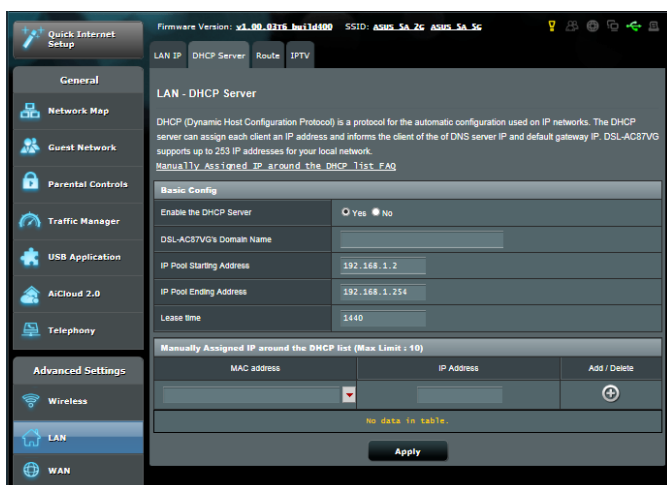 Quick Internet
Setup
Firmware Version: v1.00.03T6_build400 SSID: ASUS_5A_2G ASUS_5A_5G
LAN IP DHCP Server Route IPTV
General
Network Map
Guest Network
Parental Controls
Traffic Manager
USB Application
AiCloud 2.0
Telephony
Advanced Settings
Wireless
LAN
WAN
LAN - DHCP Server
DHCP (Dynamic Host Configuration Protocol) is a protocol for the automatic configuration used on IP networks. The DHCP
server can assign each client an IP address and informs the client of the of DNS server IP and default gateway IP. DSL-AC87VG
supports up to 253 IP addresses for your local network.
Manually Assigned IP around the DHCP list FAQ
Basic Config
Enable the DHCP Server Yes No
DSL-AC87VG's Domain Name
IP Pool Starting Address 192.168.1.2
IP Pool Ending Address 192.168.1.254
Lease time 1440
Manually Assigned IP around the DHCP list (Max Limit : 10)
MAC address IP Address Add / Delete
No data in table.
Apply